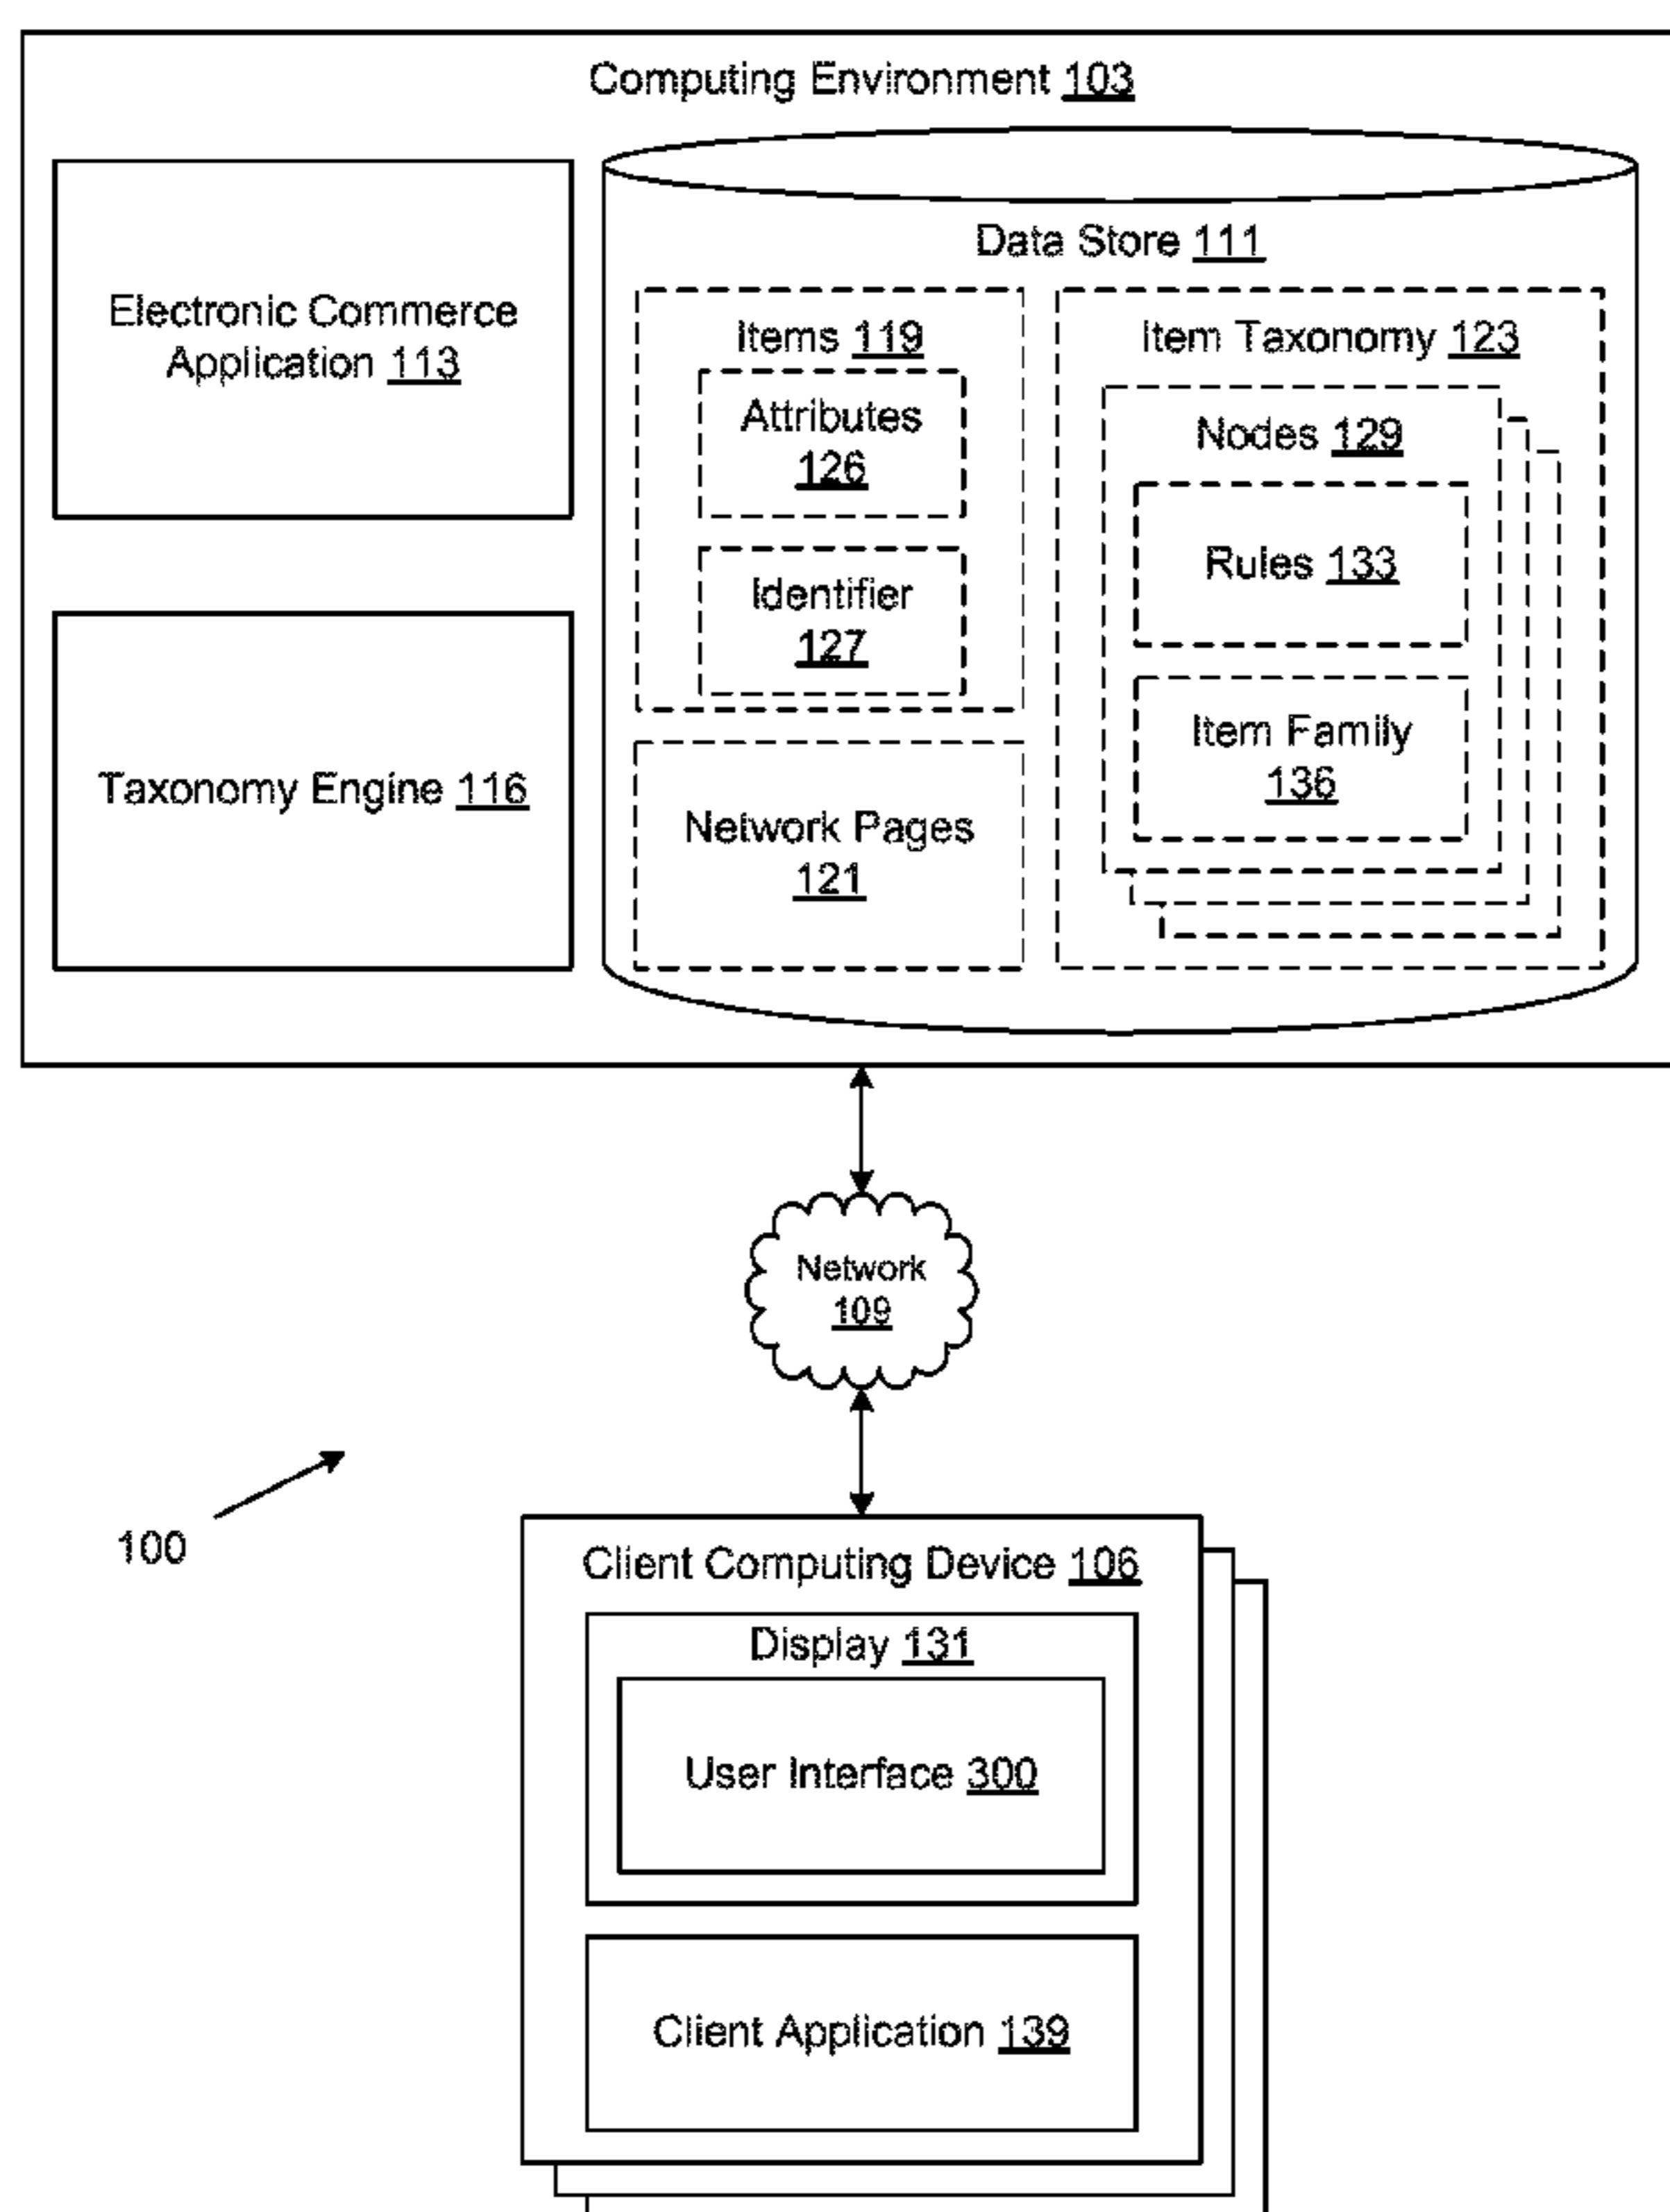 Computing Environment 103
Electronic Commerce
Application 113
Taxonomy Engine 116
Data Store 111
Items 119
Attributes
126
Identifier
127
Network Pages
121
Item Taxonomy 123
Nodes 129
Rules 133
Item Family
136
Network
109
100
Client Computing Device 106
Display 131
User Interface 300
Client Application 139